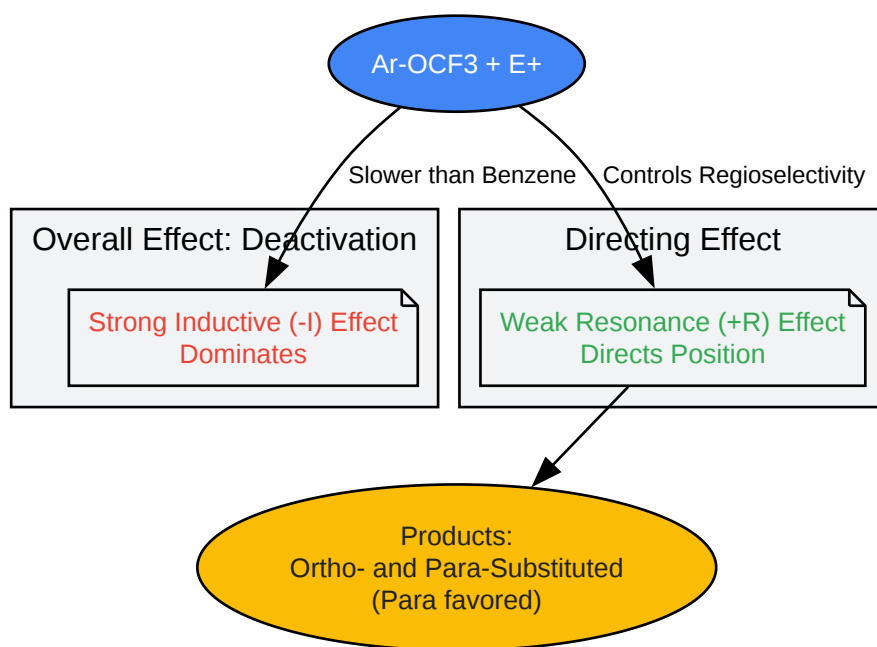 Ar-OCF3 + E+
Slower than Benzene
Controls Regioselectivity
Overall Effect: Deactivation
Directing Effect
Strong Inductive (-I) Effect
Dominates
Weak Resonance (+R) Effect
Directs Position
Products:
Ortho- and Para-Substituted
(Para favored)